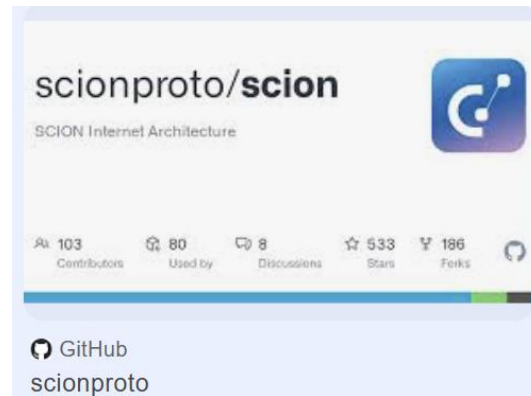 scionproto/scion
SCION Internet Architecture
103 80 8 533 186
Contributors Used by Discussions Stars Forks
GitHub
scionproto